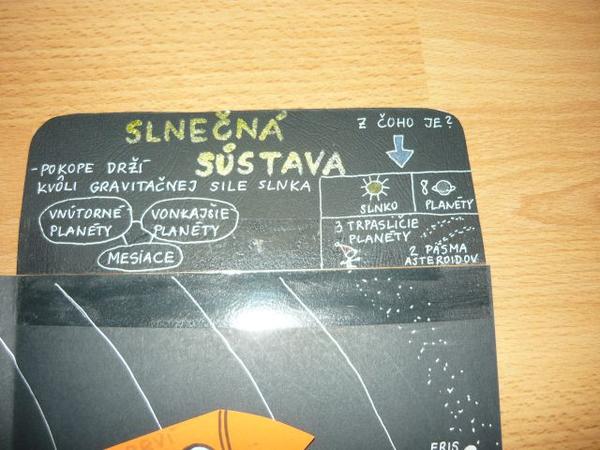 SLNEČNÁ
SÚSTAVA
-POKOPE DRŽÍ
KVÔLI GRAVITAČNEJ SILE SLNKA
VNÚTORNÉ
PLANÉTY
VONKAJŠIE
PLANÉTY
MESIACE
Z ČOHO JE?
SLNKO
8
PLANÉTY
3 TRPASLIČIE
PLANÉTY
2 PÁSMA
ASTEROIDOV
ERIS